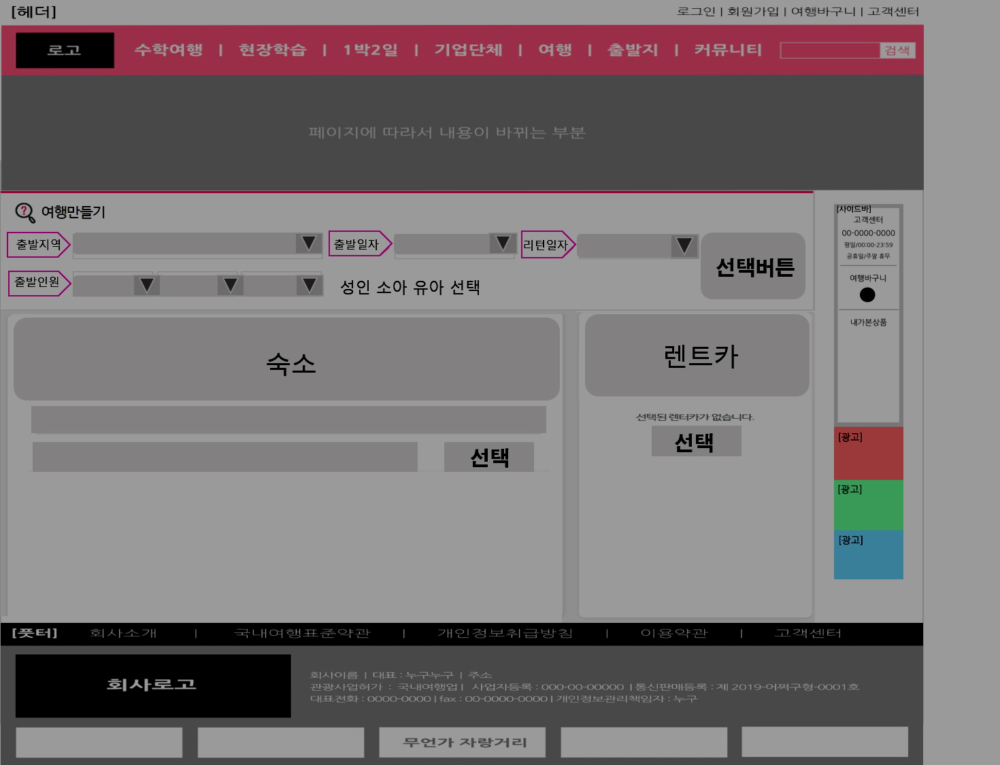 [헤더]
로그인 | 회원가입 | 여행바구니 | 고객센터
로고
수학여행 | 현장학습 | 1박2일 | 기업단체 | 여행 | 출발지 | 커뮤니티
검색
페이지에 따라서 내용이 바뀌는 부분
? 여행만들기
출발지역 ▼
출발일자 ▼
리턴일자 ▼
출발인원 ▼ ▼ ▼
성인 소아 유아 선택
선택버튼
숙소
선택
렌트카
선택된 렌터카가 없습니다.
선택
[사이드바]
고객센터
00-0000-0000
평일/00:00-23:59
공휴일/주말 휴무
여행바구니
내가본상품
[광고]
[광고]
[광고]
[풋터] 회사소개 | 국내여행표준약관 | 개인정보취급방침 | 이용약관 | 고객센터
회사로고
회사이름 | 대표 : 누구누구 | 주소
관광사업허가 : 국내여행업 | 사업자등록 : 000-00-00000 | 통신판매등록 : 제 2019-어쩌구형-0001호
대표전화 : 0000-0000 | fax : 00-0000-0000 | 개인정보관리책임자 : 누구
무언가 자랑거리